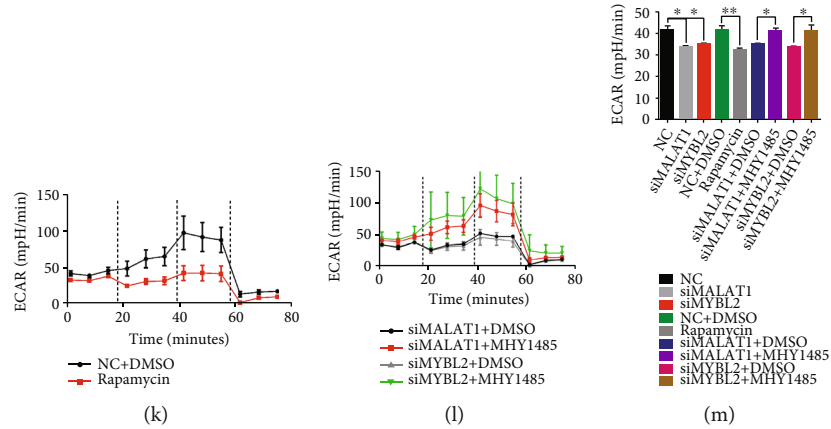 ECAR (mpH/min)
150
100
50
0
0
20
40
60
80
Time (minutes)
NC+DMSO
Rapamycin
(k)
ECAR (mpH/min)
150
100
50
0
0
20
40
60
80
Time (minutes)
siMALAT1+DMSO
siMALAT1+MHY1485
siMYBL2+DMSO
siMYBL2+MHY1485
(l)
ECAR (mpH/min)
50
40
30
20
10
0
* * ** * *
NC
siMALAT1
siMYBL2
NC+DMSO
Rapamycin
siMALAT1+DMSO
siMALAT1+MHY1485
siMYBL2+DMSO
siMYBL2+MHY1485
NC
siMALAT1
siMYBL2
NC+DMSO
Rapamycin
siMALAT1+DMSO
siMALAT1+MHY1485
siMYBL2+DMSO
siMYBL2+MHY1485
(m)